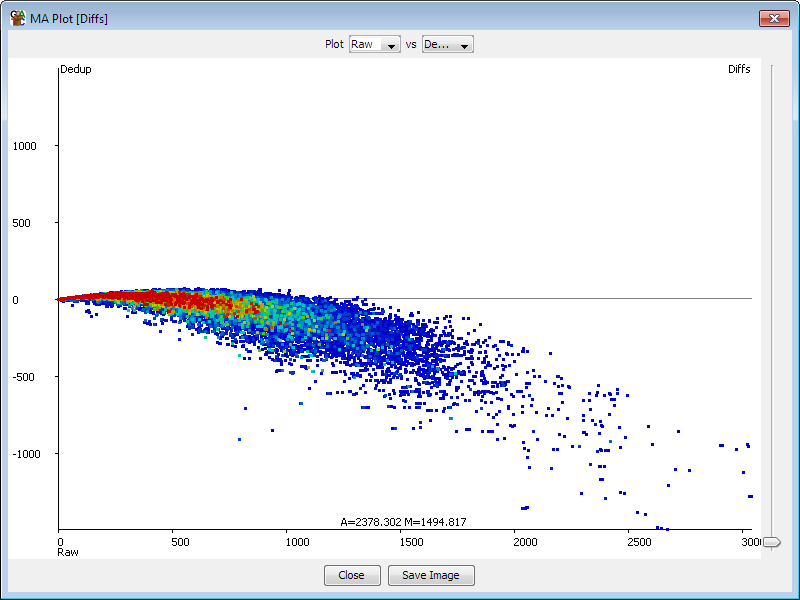 MA Plot [Diffs]
Plot Raw vs De...
Dedup Diffs
1000
500
0
-500
-1000
A=2378.302 M=1494.817
0 500 1000 1500 2000 2500 3000
Raw
Close Save Image